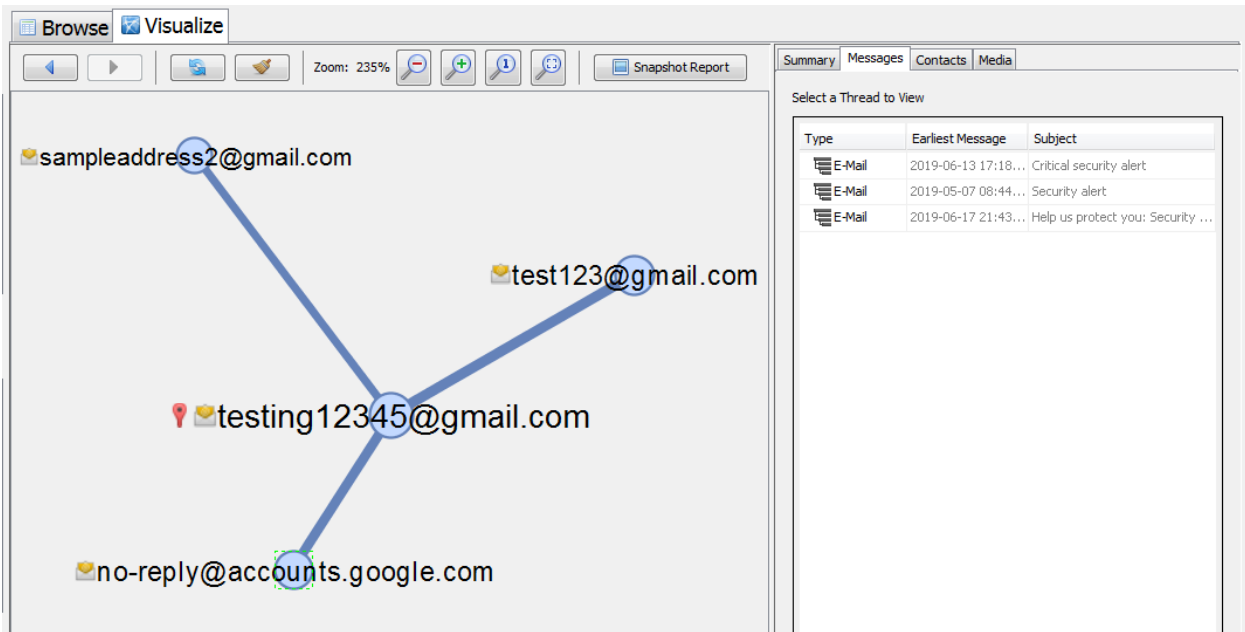 Browse Visualize
Zoom: 235% 1 Snapshot Report
sampleaddress2@gmail.com
test123@gmail.com
testing12345@gmail.com
no-reply@accounts.google.com
Summary Messages Contacts Media
Select a Thread to View
Type Earliest Message Subject
E-Mail 2019-06-13 17:18... Critical security alert
E-Mail 2019-05-07 08:44... Security alert
E-Mail 2019-06-17 21:43... Help us protect you: Security ...